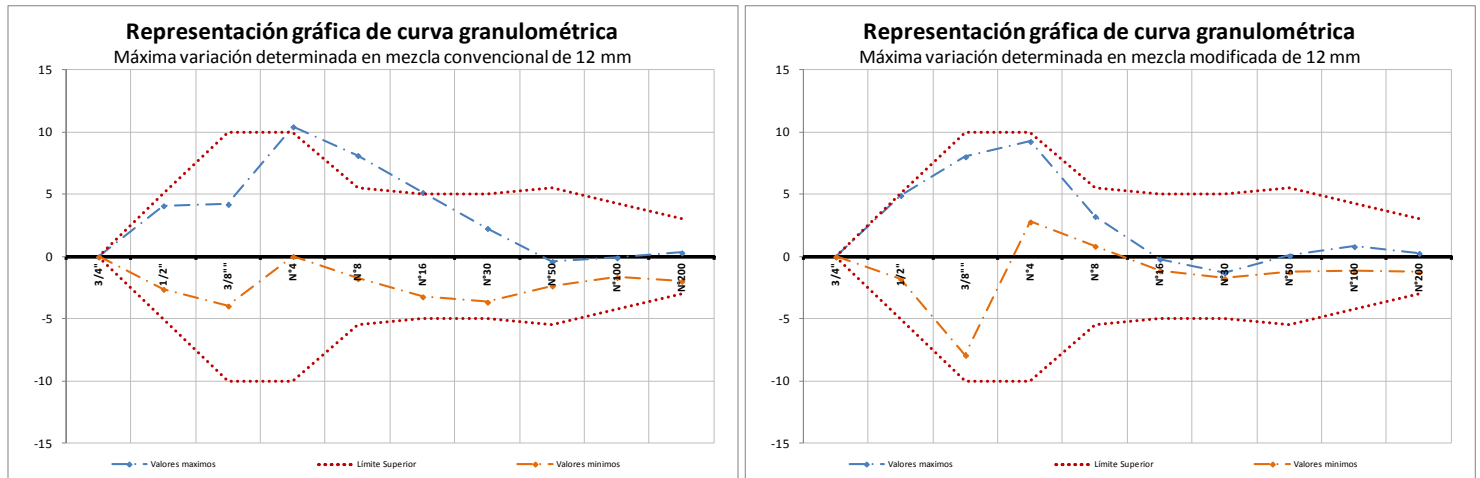 Representación gráfica de curva granulométrica
Máxima variación determinada en mezcla convencional de 12 mm
15
10
5
0
-5
-10
-15
3/4"
1/2"
3/8""
N°4
N°8
N°16
N°30
N°50
N°100
N°200
Valores maximos
Límite Superior
Valores minimos
Representación gráfica de curva granulométrica
Máxima variación determinada en mezcla modificada de 12 mm
15
10
5
0
-5
-10
-15
3/4"
1/2"
3/8""
N°4
N°8
N°16
N°30
N°50
N°100
N°200
Valores maximos
Límite Superior
Valores minimos